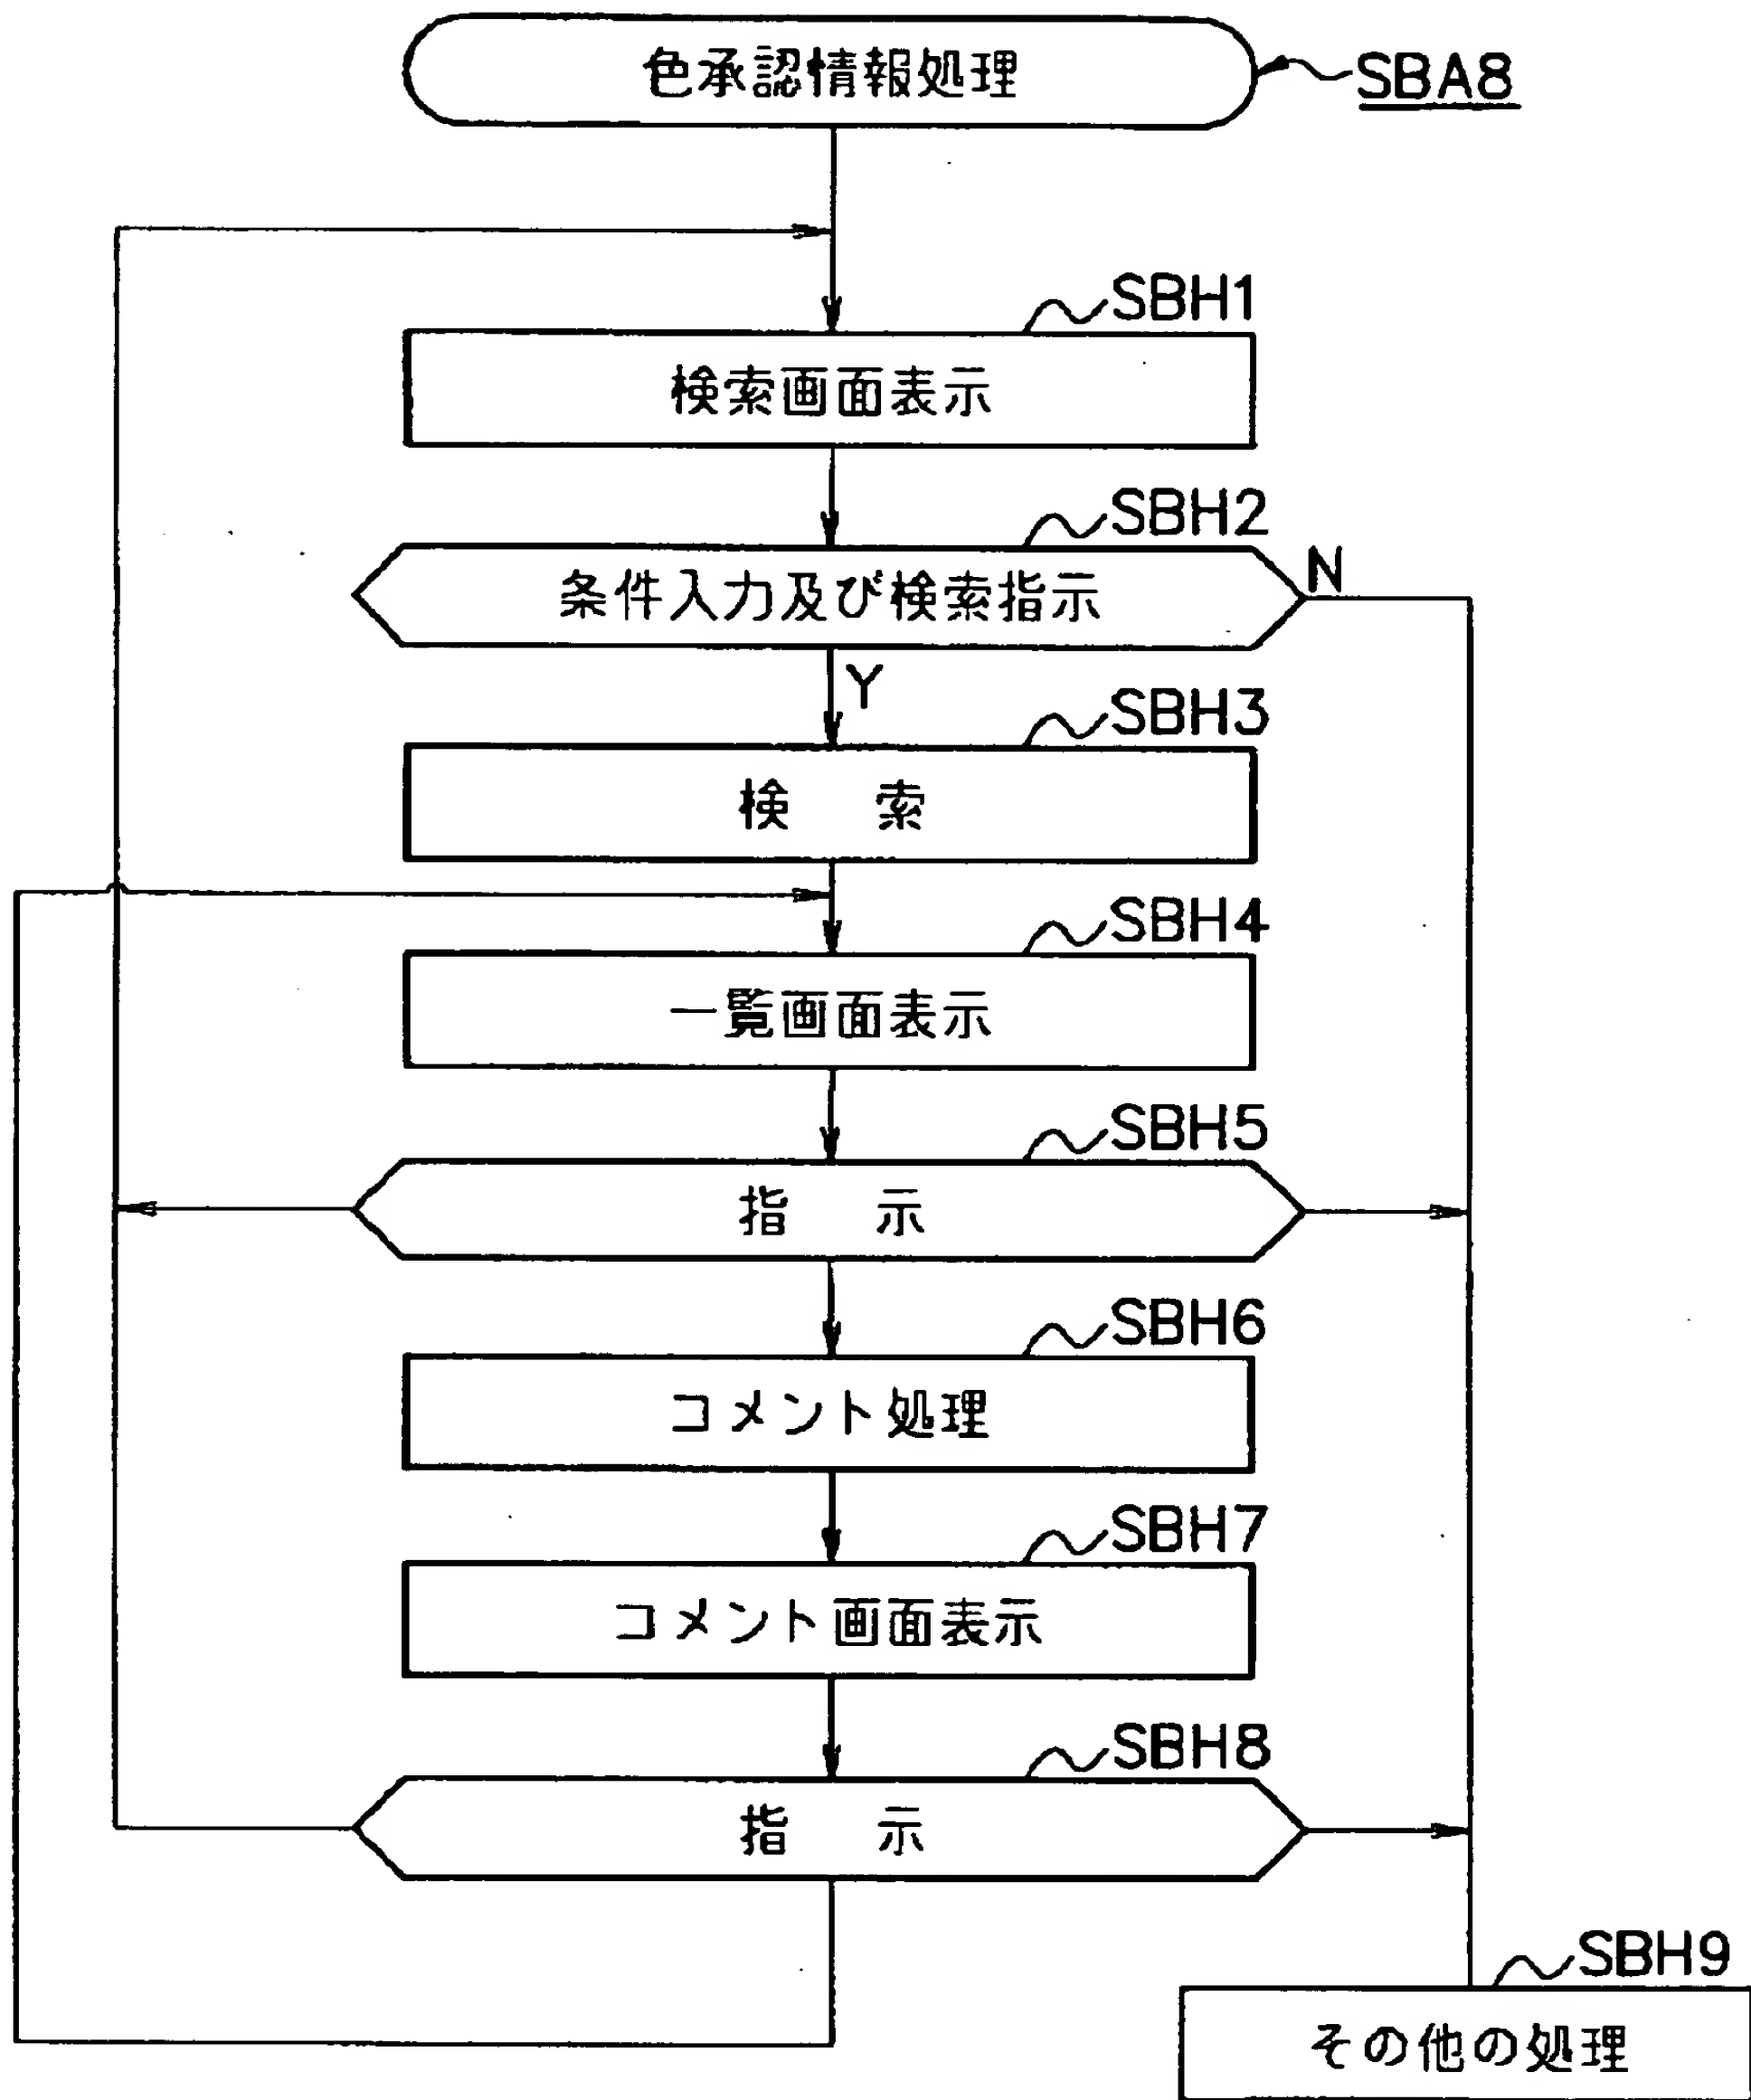 色承認情報処理
SBA8
SBH1
検索画面表示
SBH2
条件入力及び検索指示
N
Y
SBH3
検 索
SBH4
一覧画面表示
SBH5
指 示
SBH6
コメント処理
SBH7
コメント画面表示
SBH8
指 示
SBH9
その他の処理